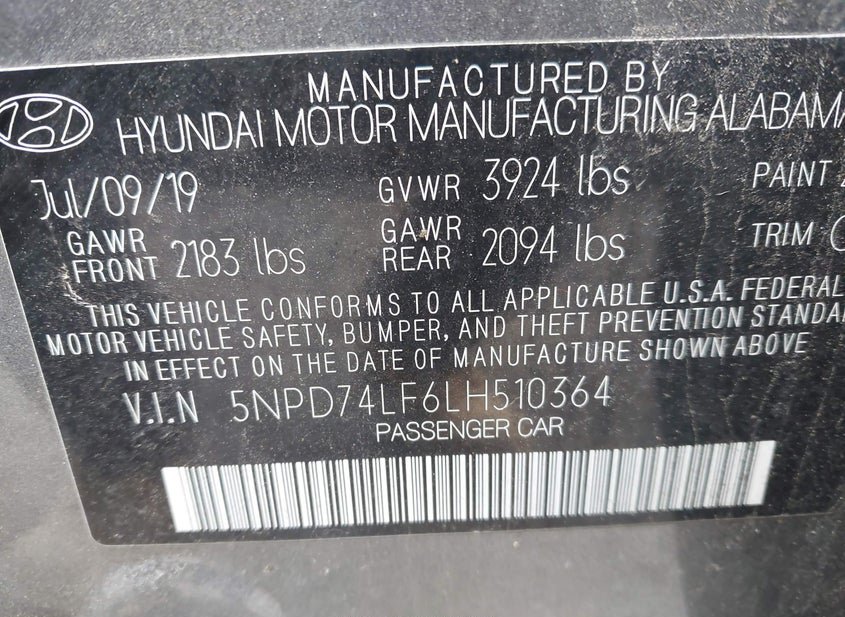 MANUFACTURED BY
HYUNDAI MOTOR MANUFACTURING ALABAMA
Jul/09/19 GVWR 3924 lbs PAINT
GAWR FRONT 2183 lbs GAWR REAR 2094 lbs TRIM
THIS VEHICLE CONFORMS TO ALL APPLICABLE U.S.A. FEDERAL
MOTOR VEHICLE SAFETY, BUMPER, AND THEFT PREVENTION STANDA
IN EFFECT ON THE DATE OF MANUFACTURE SHOWN ABOVE
V.I.N 5NPD74LF6LH510364
PASSENGER CAR